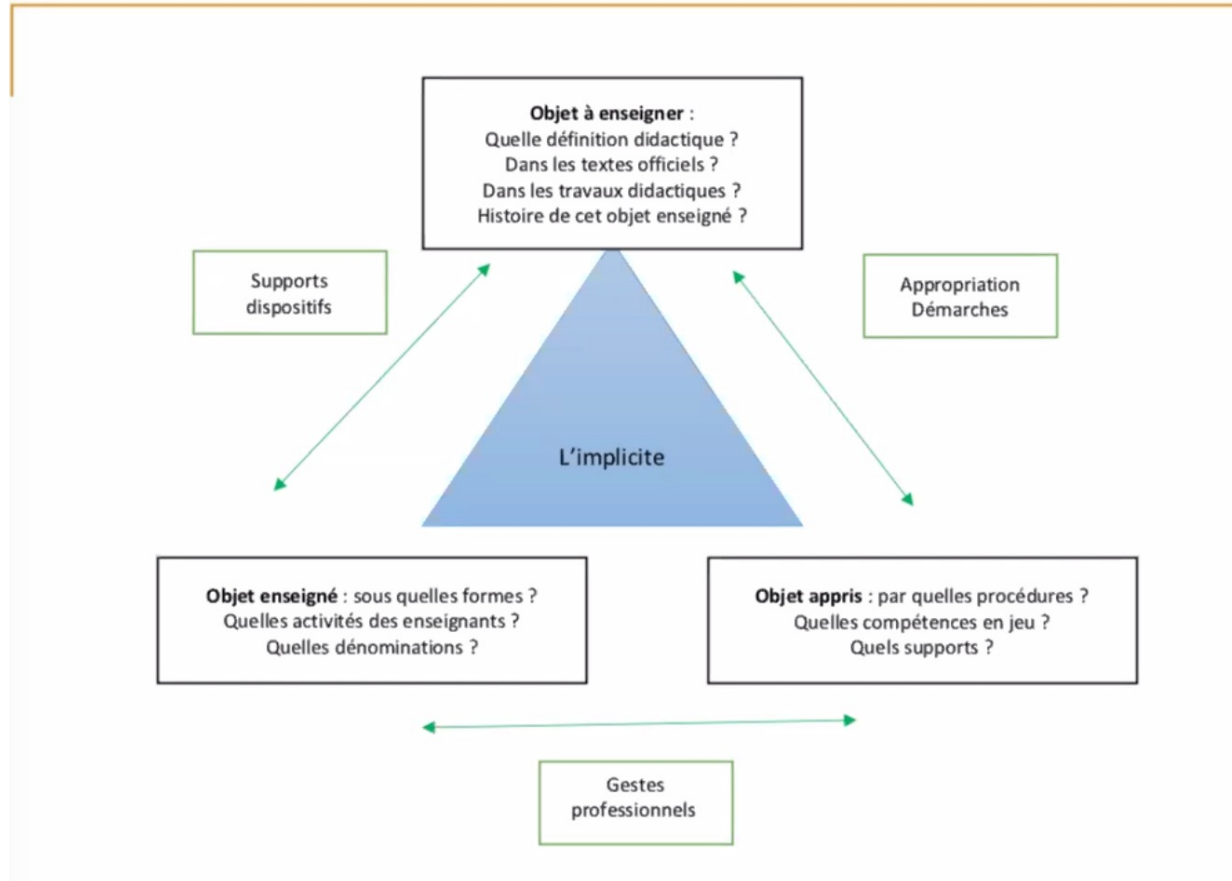 Objet à enseigner :
Quelle définition didactique ?
Dans les textes officiels ?
Dans les travaux didactiques ?
Histoire de cet objet enseigné ?
Supports
dispositifs
Appropriation
Démarches
L'implicite
Objet enseigné : sous quelles formes ?
Quelles activités des enseignants ?
Quelles dénominations ?
Objet appris : par quelles procédures ?
Quelles compétences en jeu ?
Quels supports ?
Gestes
professionnels